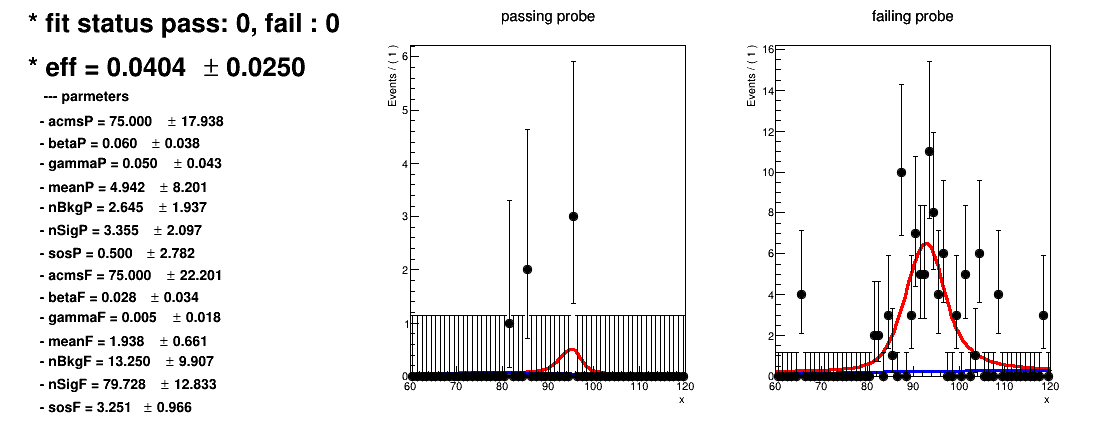 * fit status pass: 0, fail : 0
* eff = 0.0404 ± 0.0250
--- parmeters
- acmsP = 75.000 ± 17.938
- betaP = 0.060 ± 0.038
- gammaP = 0.050 ± 0.043
- meanP = 4.942 ± 8.201
- nBkgP = 2.645 ± 1.937
- nSigP = 3.355 ± 2.097
- sosP = 0.500 ± 2.782
- acmsF = 75.000 ± 22.201
- betaF = 0.028 ± 0.034
- gammaF = 0.005 ± 0.018
- meanF = 1.938 ± 0.661
- nBkgF = 13.250 ± 9.907
- nSigF = 79.728 ± 12.833
- sosF = 3.251 ± 0.966
passing probe
Events / ( 1 )
6
5
4
3
2
1
0
60 70 80 90 100 110 120
x
failing probe
Events / ( 1 )
16
14
12
10
8
6
4
2
0
60 70 80 90 100 110 120
x